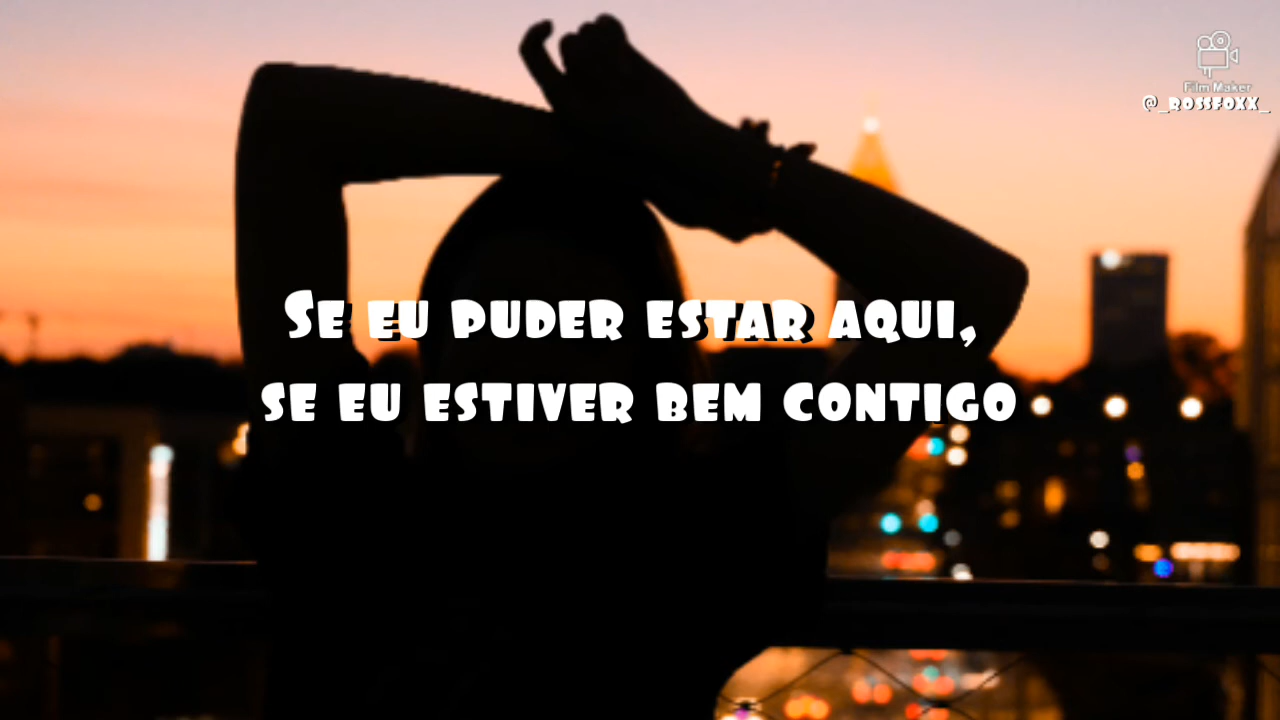 Film Maker
@_ROSSFOXX_
SE EU PUDER ESTAR AQUI,
SE EU ESTIVER BEM CONTIGO